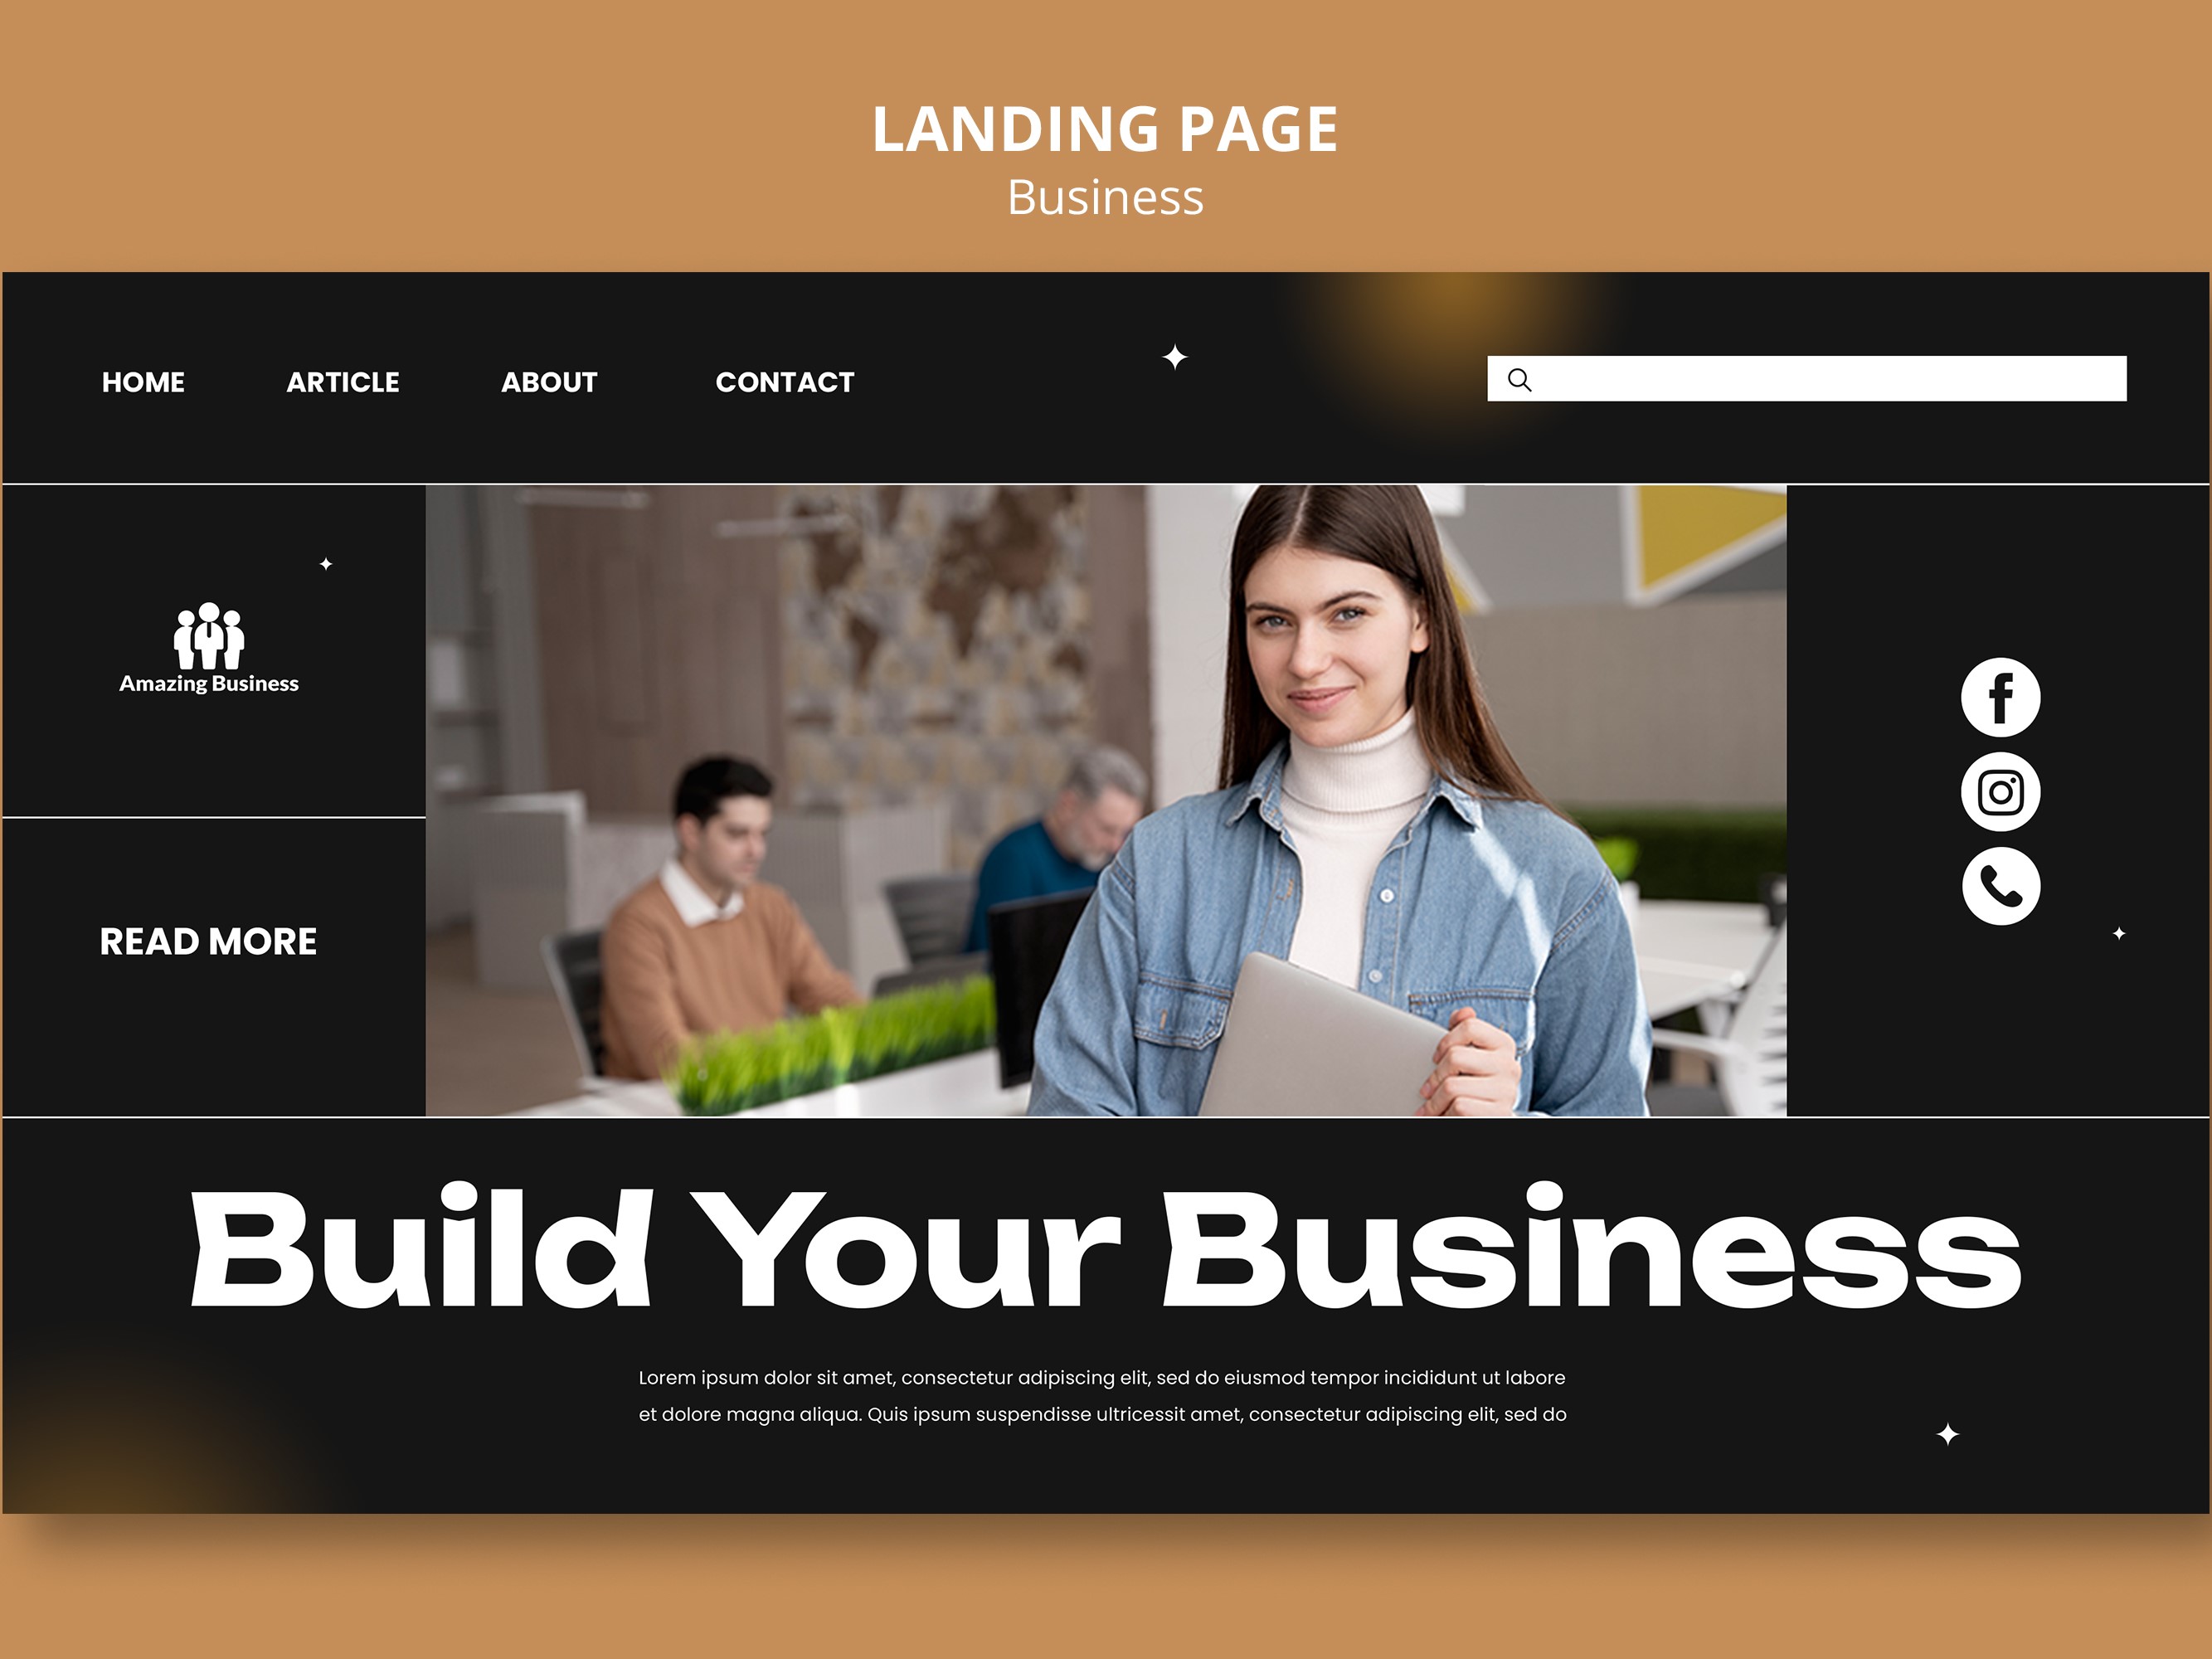 LANDING PAGE
Business
HOME ARTICLE ABOUT CONTACT
Amazing Business
READ MORE
Build Your Business
Lorem ipsum dolor sit amet, consectetur adipiscing elit, sed do eiusmod tempor incididunt ut labore
et dolore magna aliqua. Quis ipsum suspendisse ultricessit amet, consectetur adipiscing elit, sed do